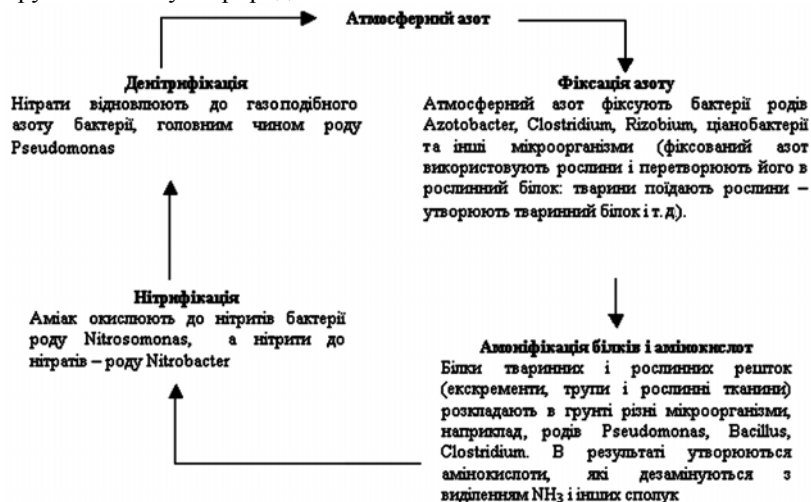 Атмосферний азот
Денітрифікація
Нітрати відновлюють до газоподібного
азоту бактерії, головним чином роду
Pseudomonas
Фіксація азоту
Атмосферний азот фіксують бактерії родів
Azotobacter, Clostridium, Rizobium, ціанобактерії
та інші мікроорганізми (фіксований азот
використовують рослини і перетворюють його в
рослинний білок: тварини поїдають рослини –
утворюють тваринний білок і т. д.).
Нітрифікація
Аміак окислюють до нітритів бактерії
роду Nitrosomonas, а нітрити до
нітратів – роду Nitrobacter
Амоніфікація білків і амінокислот
Білки тваринних і рослинних решток
(екскременти, трупи і рослинні тканини)
розкладають в грунті різні мікроорганізми,
наприклад, родів Pseudomonas, Bacillus,
Clostridium. В результаті утворюються
амінокислоти, які дезамінуються з
виділенням NH₃ і інших сполук